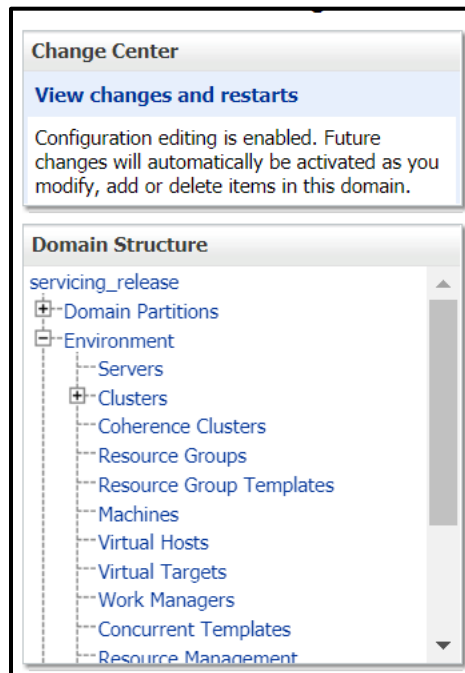 Change Center
View changes and restarts
Configuration editing is enabled. Future
changes will automatically be activated as you
modify, add or delete items in this domain.
Domain Structure
servicing_release
Domain Partitions
Environment
Servers
Clusters
Coherence Clusters
Resource Groups
Resource Group Templates
Machines
Virtual Hosts
Virtual Targets
Work Managers
Concurrent Templates
Resource Management